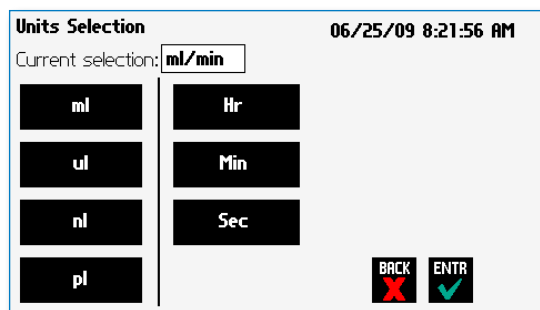 Units Selection 06/25/09 8:21:56 AM
Current selection: ml/min
ml Hr
ul Min
nl Sec
pl
BACK ENTR